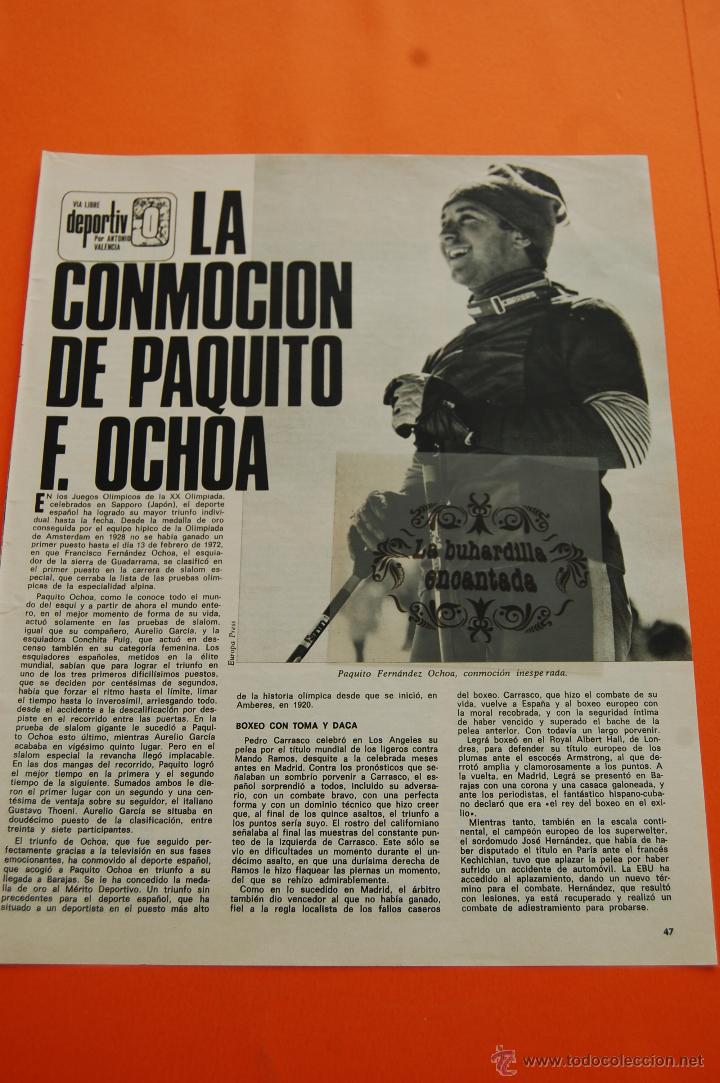 VIA LIBRE
deportivo
Por ANTONIO
VALENCIA
LA
CONMOCION
DE PAQUITO
F. OCHOA
EN los Juegos Olímpicos de la XX Olimpiada,
celebrados en Sapporo (Japón), el deporte
español ha logrado su mayor triunfo indivi-
dual hasta la fecha. Desde la medalla de oro
conseguida por el equipo hípico de la Olimpiada
de Amsterdam en 1928 no se había ganado un
primer puesto hasta el día 13 de febrero de 1972,
en que Francisco Fernández Ochoa, el esquia-
dor de la sierra de Guadarrama, se clasificó en
el primer puesto en la carrera de slalom es-
pecial, que cerraba la lista de las pruebas olím-
picas de la especialidad alpina.
Paquito Ochoa, como le conoce todo el mun-
do del esquí y a partir de ahora el mundo ente-
ro, en el mejor momento de forma de su vida,
actuó solamente en las pruebas de slalom,
igual que su compañero, Aurelio García, y la
esquiadora Conchita Puig, que actuó en des-
censo también en su categoría femenina. Los
esquiadores españoles, metidos en la élite
mundial, sabían que para lograr el triunfo en
uno de los tres primeros dificilísimos puestos,
que se deciden por centésimas de segundos,
había que forzar el ritmo hasta el límite, limar
el tiempo hasta lo inverosímil, arriesgando todo,
desde el accidente a la descalificación por des-
piste en el recorrido entre las puertas. En la
prueba de slalom gigante le sucedió a Paqui-
to Ochoa esto último, mientras Aurelio García
acababa en vigésimo quinto lugar. Pero en el
slalom especial la revancha llegó implacable.
En las dos mangas del recorrido, Paquito logró
el mejor tiempo en la primera y el segundo
tiempo de la siguiente. Sumados ambos le die-
ron el primer lugar con un segundo y una cen-
tésima de ventaja sobre su seguidor, el italiano
Gustavo Thoeni. Aurelio García se situaba en
doudécimo puesto de la clasificación, entre
treinta y siete participantes.
El triunfo de Ochoa, que fue seguido per-
fectamente gracias a la televisión en sus fases
emocionantes, ha conmovido al deporte español,
que acogió a Paquito Ochoa en triunfo a su
llegada a Barajas. Se le ha concedido la meda-
lla de oro al Mérito Deportivo. Un triunfo sin
precedentes para el deporte español, que ha
situado a un deportista en el puesto más alto
Europa Press
La buhardilla
encantada
Paquito Fernández Ochoa, conmoción inesperada.
de la historia olímpica desde que se inició, en
Amberes, en 1920.
BOXEO CON TOMA Y DACA
Pedro Carrasco celebró en Los Angeles su
pelea por el título mundial de los ligeros contra
Mando Ramos, desquite a la celebrada meses
antes en Madrid. Contra los pronósticos que se-
ñalaban un sombrío porvenir a Carrasco, el es-
pañol sorprendió a todos, incluido su adversa-
rio, con un combate bravo, con una perfecta
forma y con un dominio técnico que hizo creer
que, al final de los quince asaltos, el triunfo a
los puntos sería suyo. El rostro del californiano
señalaba al final las muestras del constante pun-
teo de la izquierda de Carrasco. Este sólo se
vio en dificultades un momento durante el un-
décimo asalto, en que una durísima derecha de
Ramos le hizo flaquear las piernas un momento,
del que se rehízo admirablemente.
Como en lo sucedido en Madrid, el árbitro
también dio vencedor al que no había ganado,
fiel a la regla localista de los fallos caseros
del boxeo. Carrasco, que hizo el combate de su
vida, vuelve a España y al boxeo europeo con
la moral recobrada, y con la seguridad íntima
de haber vencido y superado el bache de la
pelea anterior. Con todavía un largo porvenir.
Legrá boxeó en el Royal Albert Hall, de Lon-
dres, para defender su título europeo de los
plumas ante el escocés Armstrong, al que de-
rrotó amplia y clamorosamente a los puntos. A
la vuelta, en Madrid, Legrá se presentó en Ba-
rajas con una corona y una casaca galoneada, y
ante los periodistas, el fantástico hispano-cuba-
no declaró que era «el rey del boxeo en el exi-
lio».
Mientras tanto, también en la escala conti-
nental, el campeón europeo de los superwelter,
el sordomudo José Hernández, que había de ha-
ber disputado el título en París ante el francés
Kechichian, tuvo que aplazar la pelea por haber
sufrido un accidente de automóvil. La EBU ha
accedido al aplazamiento, dando un nuevo tér-
mino para el combate. Hernández, que resultó
con lesiones, ya está recuperado y realizó un
combate de adiestramiento para probarse.
47
www.todocoleccion.net